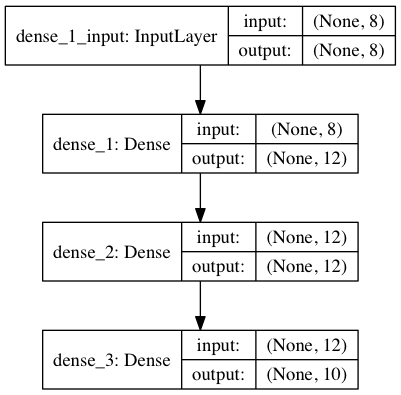 dense_1_input: InputLayer
input: (None, 8)
output: (None, 8)
dense_1: Dense
input: (None, 8)
output: (None, 12)
dense_2: Dense
input: (None, 12)
output: (None, 12)
dense_3: Dense
input: (None, 12)
output: (None, 10)